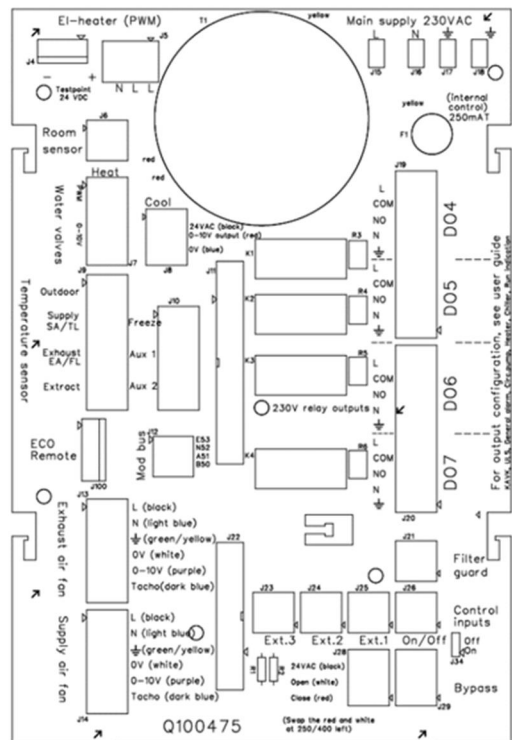 El-heater (PWM)
T1
yellow
Main supply 230VAC
J4
J5
L
N
J15
J16
J17
J18
- +
N L L
Testpoint
24 VDC
yellow
(Internal
control)
250mAT
F1
J6
Room
sensor
red
red
Heat
J19
Water valves
PWM
0-10V
J7
Cool
J8
24VAC (black)
0-10V output (red)
0V (blue)
K1
R3
L
COM
NO
N
DO4
J9
J11
Temperature sensor
Outdoor
Supply
SA/TL
Exhaust
EA/FL
Extract
J10
Freeze
Aux 1
Aux 2
K2
R4
L
COM
NO
N
DO5
K3
R5
L
COM
NO
N
DO6
230V relay outputs
ECO
Remote
J100
J12
Mod bus
E53
N52
A51
B50
K4
R6
L
COM
NO
N
DO7
J20
For output configuration, see user guide
J13
Exhaust air fan
L (black)
N (light blue)
(green/yellow)
0V (white)
0-10V (purple)
Tacho(dark blue)
J22
J21
Filter
guard
J23
J24
J25
J26
Ext.3
Ext.2
Ext.1
On/Off
Control
inputs
Off
On
J34
Supply air fan
L (black)
N (light blue)
(green/yellow)
0V (white)
0-10V (purple)
Tacho (dark blue)
J14
24VAC (black)
Open (white)
Close (red)
J28
J29
Bypass
Q100475
(Swap the red and white
at 250/400 left)